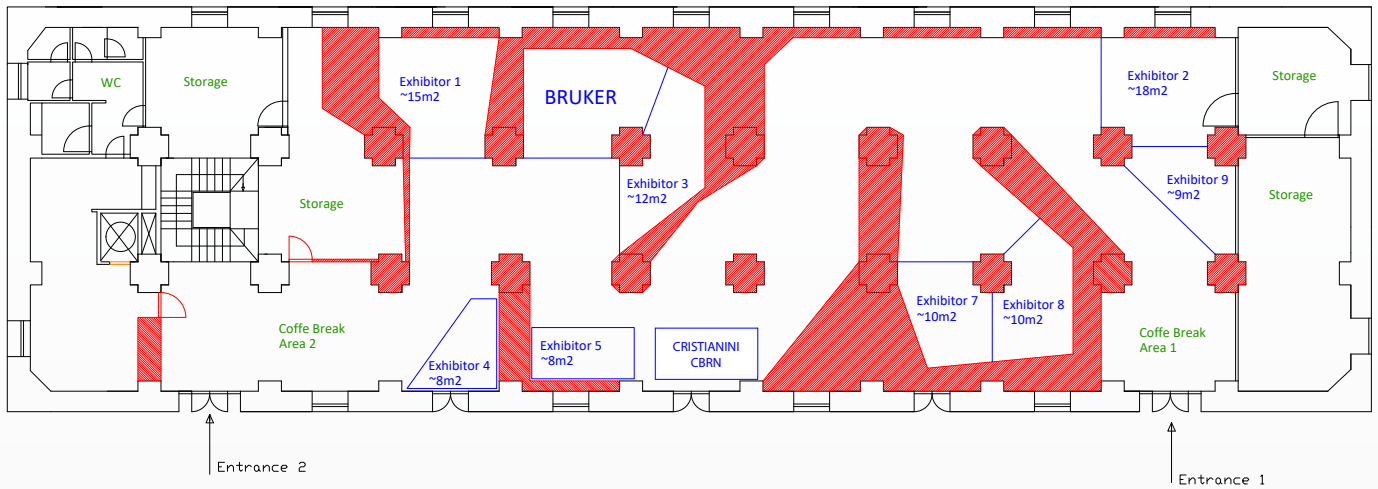 WC
Storage
Exhibitor 1
~15m2
BRUKER
Exhibitor 2
~18m2
Storage
Exhibitor 3
~12m2
Exhibitor 9
~9m2
Storage
Storage
Coffe Break
Area 2
Exhibitor 4
~8m2
Exhibitor 5
~8m2
CRISTIANINI
CBRN
Exhibitor 7
~10m2
Exhibitor 8
~10m2
Coffe Break
Area 1
Entrance 2
Entrance 1